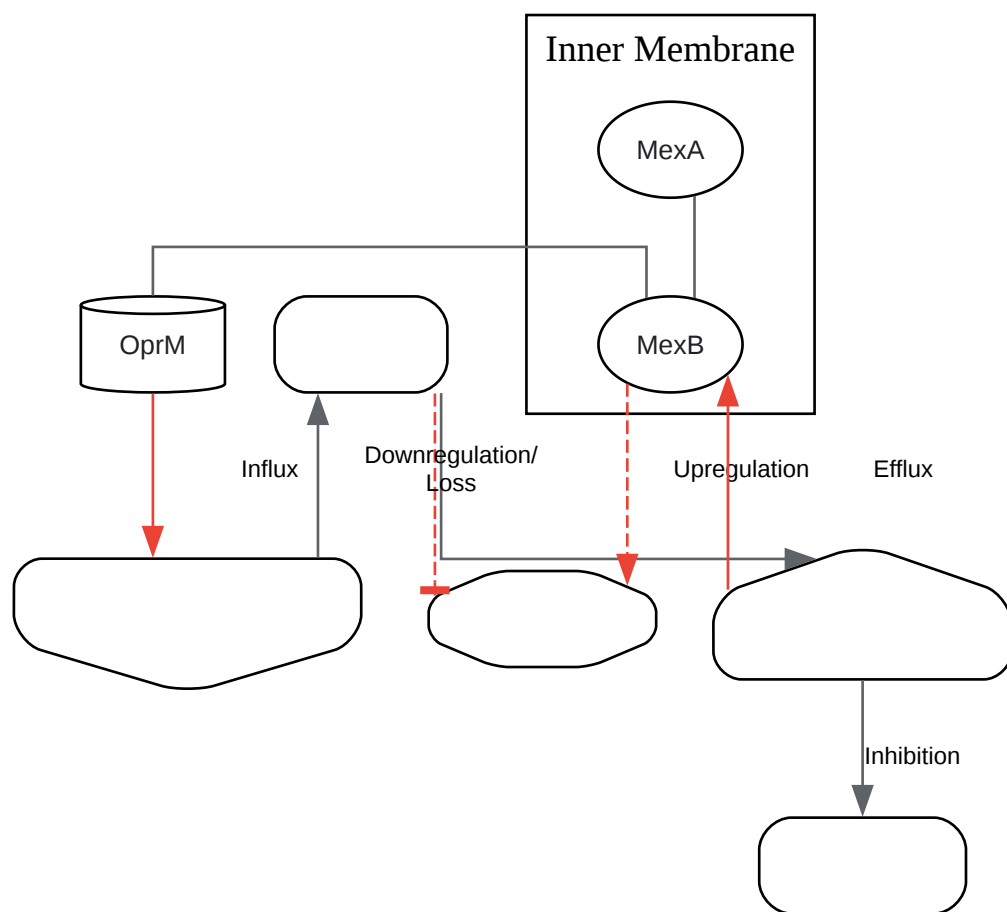 Inner Membrane
MexA
OprM
MexB
Influx
Downregulation/
Loss
Upregulation
Efflux
Inhibition